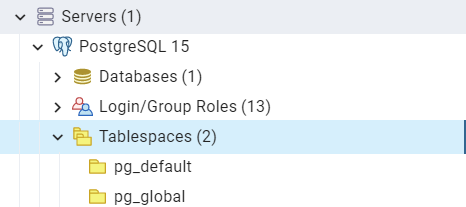 Servers (1)
PostgreSQL 15
Databases (1)
Login/Group Roles (13)
Tablespaces (2)
pg_default
pg_global